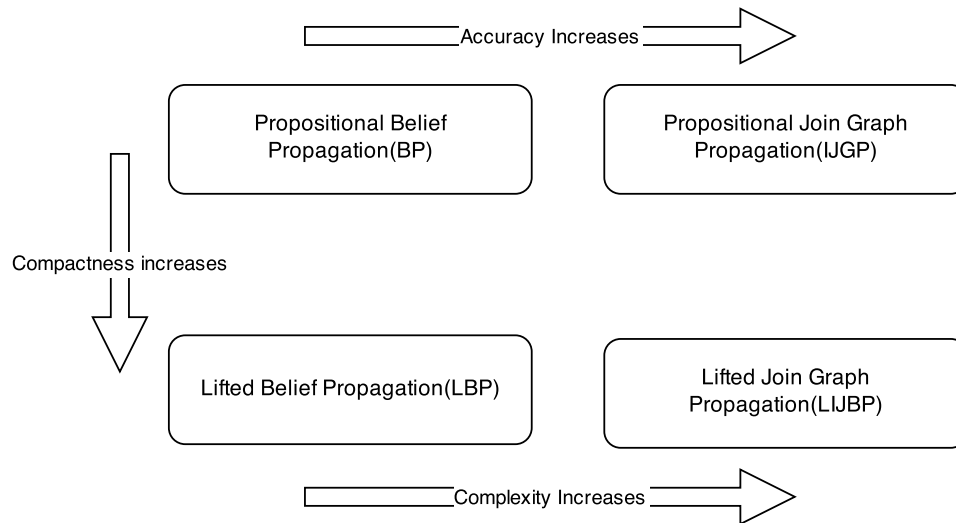 Accuracy Increases
Propositional Belief
Propagation(BP)
Propositional Join Graph
Propagation(IJGP)
Compactness increases
Lifted Belief Propagation(LBP)
Lifted Join Graph
Propagation(LIJBP)
Complexity Increases